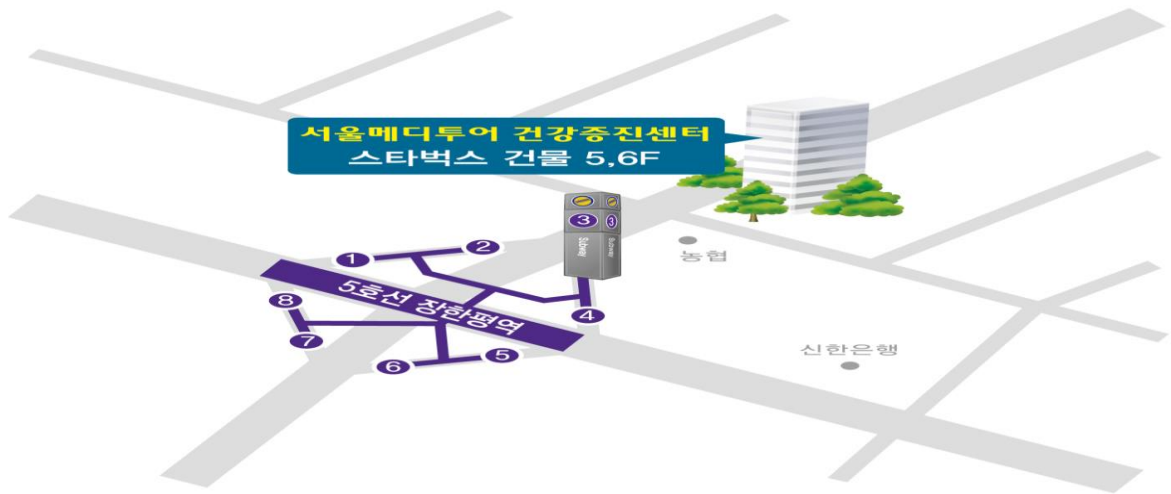 서울메디투어 건강증진센터
스타벅스 건물 5,6F
3 3
Subway Subway
농협
1 2
5호선 장한평역
8
4
7
신한은행
6 5